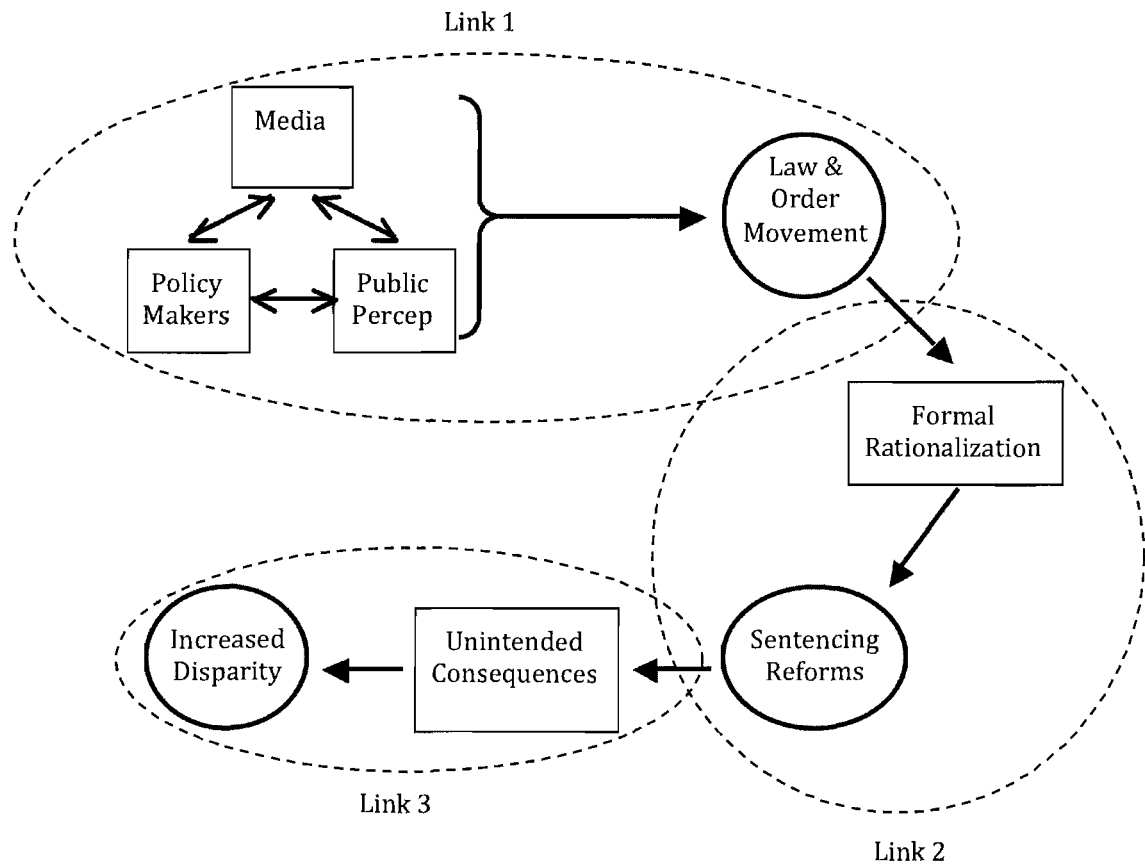 Link 1
Media
Policy
Makers
Public
Percep
Law &
Order
Movement
Formal
Rationalization
Sentencing
Reforms
Unintended
Consequences
Increased
Disparity
Link 3
Link 2